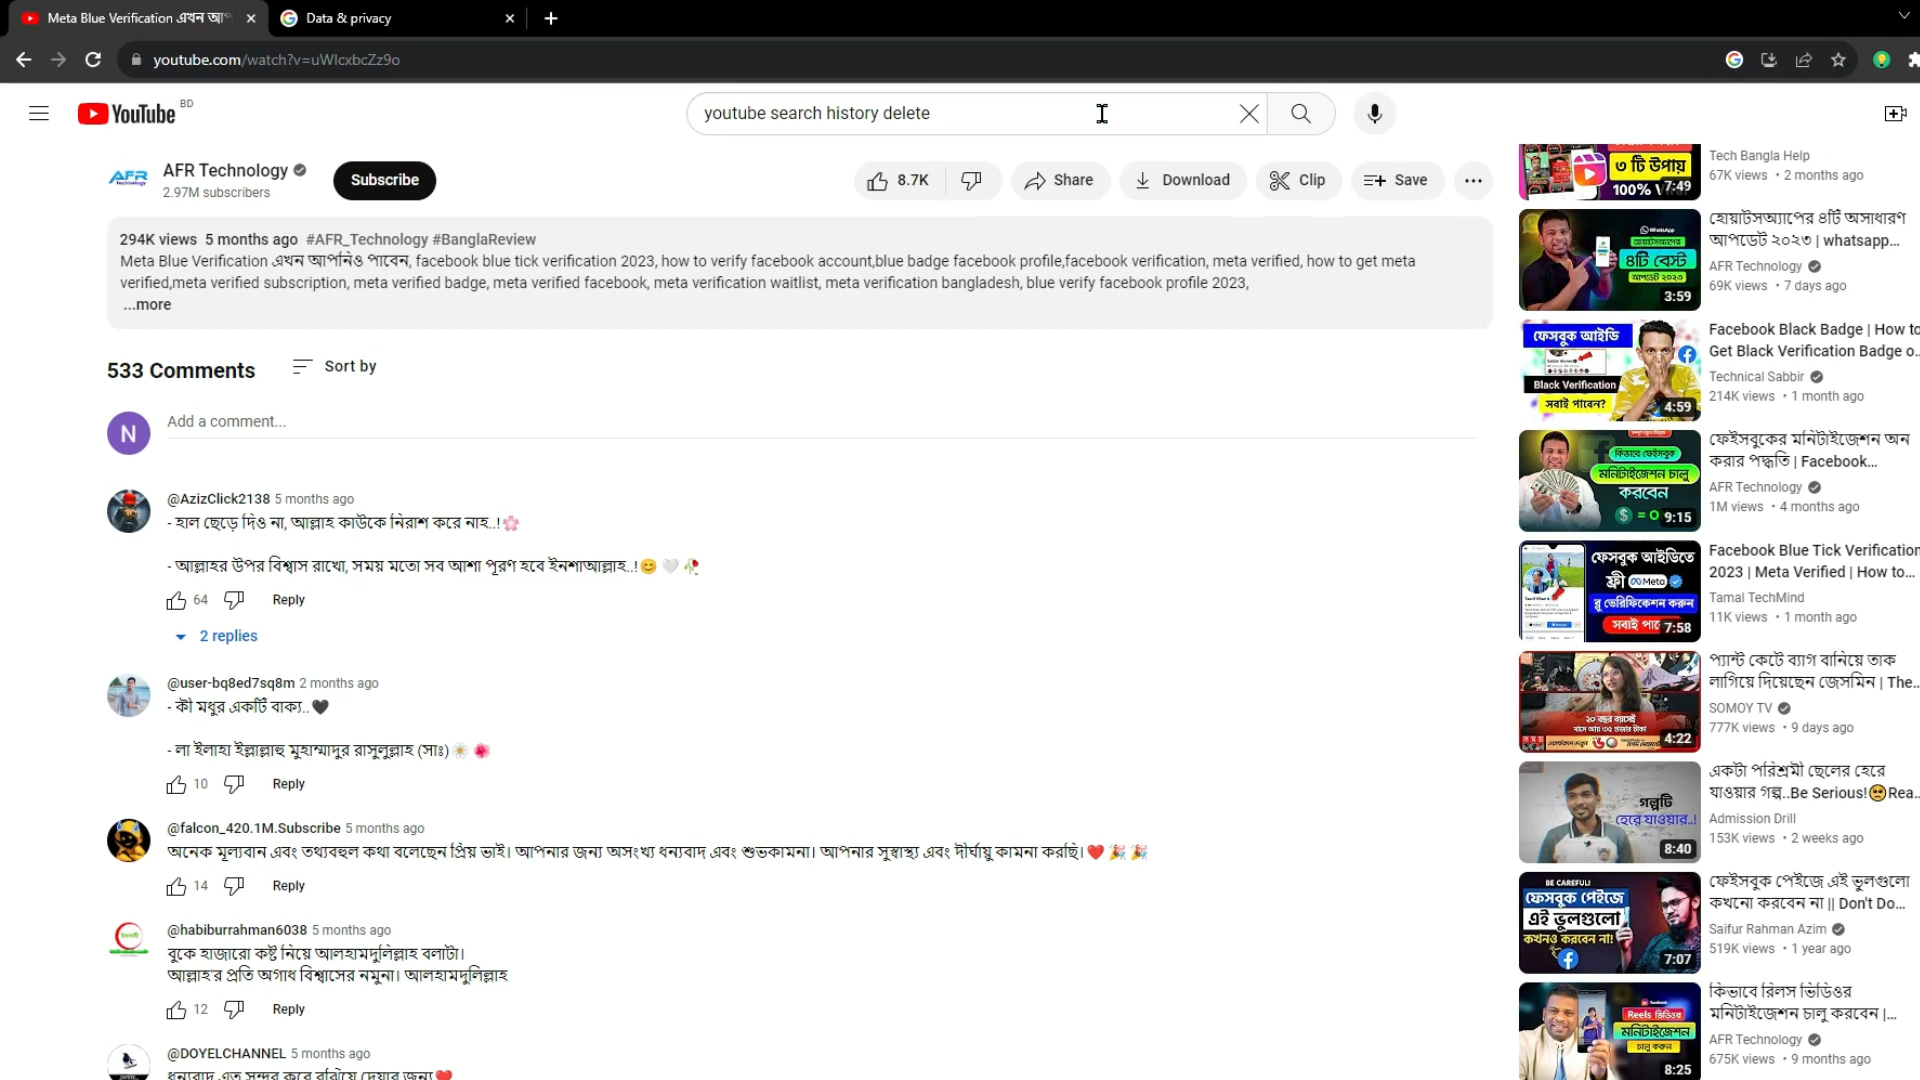 Meta Blue Verification এখন আপ
Data & privacy
youtube.com/watch?v=uWlcxbcZz9o
YouTube BD
youtube search history delete
AFR Technology
2.97M subscribers
Subscribe
8.7K
Share
Download
Clip
Save
294K views 5 months ago #AFR_Technology #BanglaReview
Meta Blue Verification এখন আপনিও পাবেন, facebook blue tick verification 2023, how to verify facebook account,blue badge facebook profile,facebook verification, meta verified, how to get meta
verified,meta verified subscription, meta verified badge, meta verified facebook, meta verification waitlist, meta verification bangladesh, blue verify facebook profile 2023,
...more
533 Comments
Sort by
N
Add a comment...
@AzizClick2138 5 months ago
- হাল ছেড়ে দিও না, আল্লাহ কাউকে নিরাশ করে নাহ..!🌸
- আল্লাহর উপর বিশ্বাস রাখো, সময় মতো সব আশা পূরণ হবে ইনশাআল্লাহ..!😊🤍🥀
64
Reply
2 replies
@user-bq8ed7sq8m 2 months ago
- কী মধুর একটি বাক্য..🖤
- লা ইলাহা ইল্লাল্লাহু মুহাম্মাদুর রাসুলুল্লাহ (সাঃ)☀️🌺
10
Reply
@falcon_420.1M.Subscribe 5 months ago
অনেক মূল্যবান এবং তথ্যবহুল কথা বলেছেন প্রিয় ভাই। আপনার জন্য অসংখ্য ধন্যবাদ এবং শুভকামনা। আপনার সুস্বাস্থ্য এবং দীর্ঘায়ু কামনা করছি।❤️🎉🎉
14
Reply
@habiburrahman6038 5 months ago
বুকে হাজারো কষ্ট নিয়ে আলহামদুলিল্লাহ বলাটা।
আল্লাহ'র প্রতি অগাধ বিশ্বাসের নমুনা। আলহামদুলিল্লাহ
12
Reply
@DOYELCHANNEL 5 months ago
ধন্যবাদ এত সুন্দর করে বুঝিয়ে দেয়ার জন্য❤️
৩ টি উপায়
100%
7:49
Tech Bangla Help
67K views • 2 months ago
WhatsApp
৪টি বেস্ট
আপডেট ২০২৩
3:59
হোয়াটসঅ্যাপের ৪টি অসাধারণ
আপডেট ২০২৩ | whatsapp...
AFR Technology
69K views • 7 days ago
ফেসবুক আইডি
Black Verification
সবাই পাবেন?
4:59
Facebook Black Badge | How to
Get Black Verification Badge o...
Technical Sabbir
214K views • 1 month ago
কিভাবে ফেইসবুক
মনিটাইজেশন চালু
করবেন
9:15
ফেইসবুকের মনিটাইজেশন অন
করার পদ্ধতি | Facebook...
AFR Technology
1M views • 4 months ago
ফেসবুক আইডিতে
ফ্রী Meta
ব্লু ভেরিফিকেশন করুন
7:58
Facebook Blue Tick Verification
2023 | Meta Verified | How to...
Tamal TechMind
11K views • 1 month ago
২০ বছর বয়সেই
মাসে আয় ৩৫ হাজার টাকা
4:22
প্যান্ট কেটে ব্যাগ বানিয়ে তাক
লাগিয়ে দিয়েছেন জেসমিন | The...
SOMOY TV
777K views • 9 days ago
গল্পটি
হেরে যাওয়ার..!
8:40
একটা পরিশ্রমী ছেলের হেরে
যাওয়ার গল্প..Be Serious!🥺Rea...
Admission Drill
153K views • 2 weeks ago
BE CAREFUL!
ফেসবুক পেইজে
এই ভুলগুলো
কখনও করবেন না!
7:07
ফেইসবুক পেইজে এই ভুলগুলো
কখনো করবেন না || Don't Do...
Saifur Rahman Azim
519K views • 1 year ago
Reels ভিডিওর
মনিটাইজেশন
চালু করুন
8:25
কিভাবে রিলস ভিডিওর
মনিটাইজেশন চালু করবেন |...
AFR Technology
675K views • 9 months ago